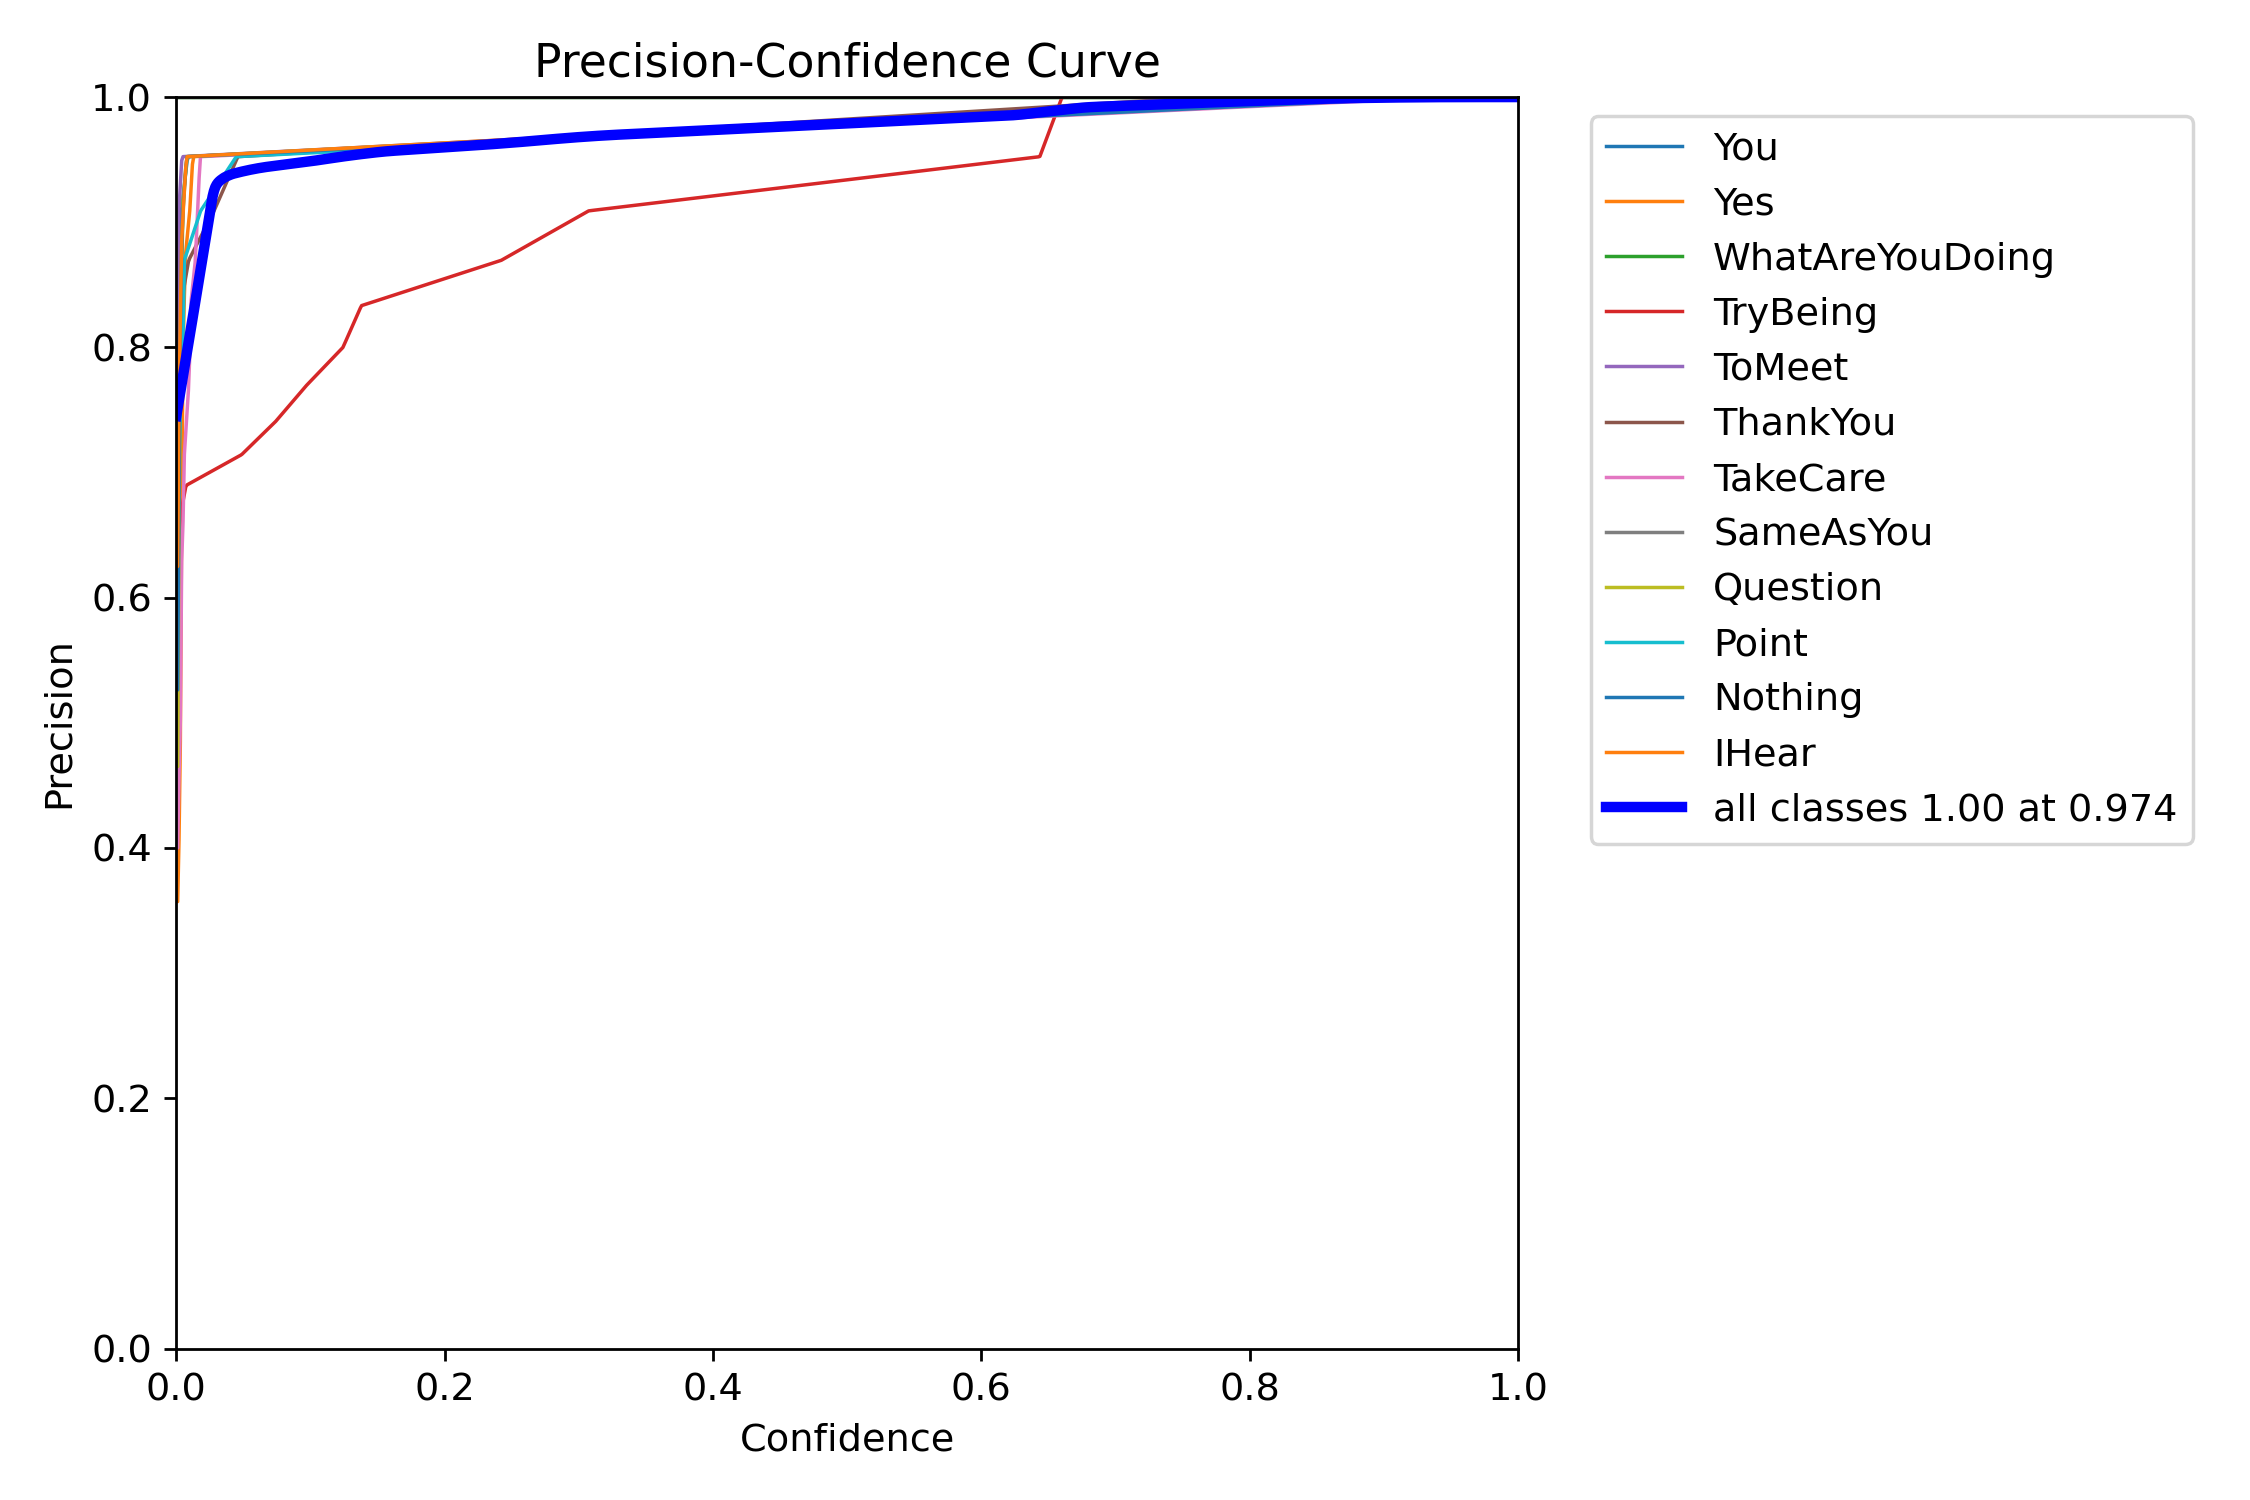 Precision-Confidence Curve
1.0
0.8
0.6
0.4
0.2
0.0
Precision
0.0 0.2 0.4 0.6 0.8 1.0
Confidence
You
Yes
WhatAreYouDoing
TryBeing
ToMeet
ThankYou
TakeCare
SameAsYou
Question
Point
Nothing
IHear
all classes 1.00 at 0.974